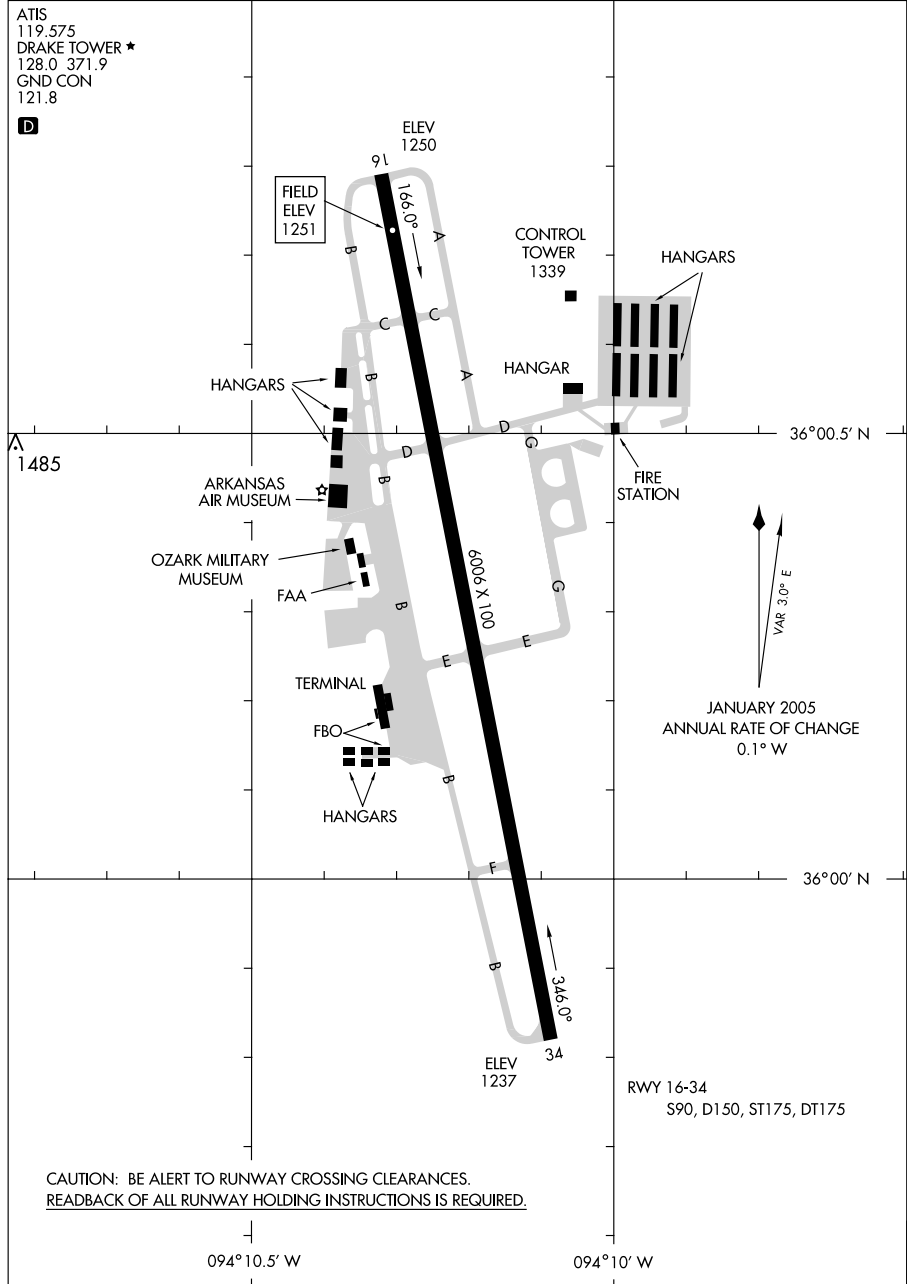 ATIS
119.575
DRAKE TOWER ★
128.0 371.9
GND CON
121.8
D
ELEV
1250
16
FIELD
ELEV
1251
166.0°
B
A
CONTROL
TOWER
1339
HANGARS
C
C
HANGARS
B
A
HANGAR
D
D
G
36°00.5' N
1485
ARKANSAS
AIR MUSEUM
B
FIRE
STATION
OZARK MILITARY
MUSEUM
FAA
B
6006 X 100
G
VAR 3.0° E
E
E
TERMINAL
JANUARY 2005
ANNUAL RATE OF CHANGE
0.1° W
FBO
HANGARS
B
F
36°00' N
B
346.0°
34
ELEV
1237
RWY 16-34
S90, D150, ST175, DT175
CAUTION: BE ALERT TO RUNWAY CROSSING CLEARANCES.
READBACK OF ALL RUNWAY HOLDING INSTRUCTIONS IS REQUIRED.
094°10.5' W
094°10' W